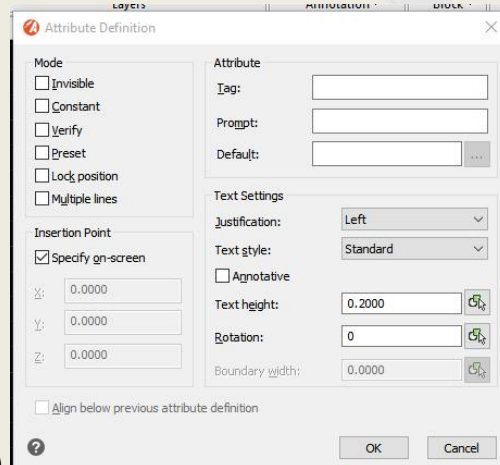 Layers
Annotation
Block
Attribute Definition
Mode
Invisible
Constant
Verify
Preset
Lock position
Multiple lines
Insertion Point
Specify on-screen
X: 0.0000
Y: 0.0000
Z: 0.0000
Attribute
Tag:
Prompt:
Default:
...
Text Settings
Justification: Left
Text style: Standard
Annotative
Text height: 0.2000
Rotation: 0
Boundary width: 0.0000
Align below previous attribute definition
?
OK Cancel